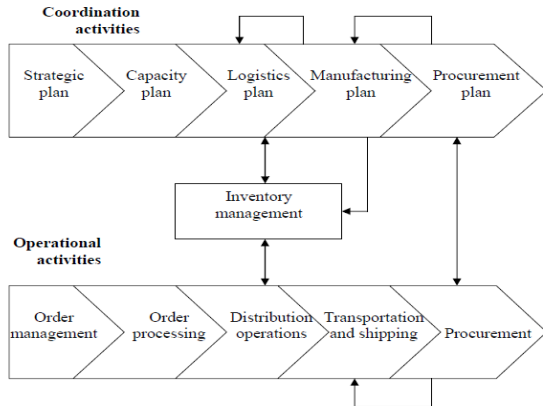 Coordination
activities
Strategic
plan
Capacity
plan
Logistics
plan
Manufacturing
plan
Procurement
plan
Inventory
management
Operational
activities
Order
management
Order
processing
Distribution
operations
Transportation
and shipping
Procurement